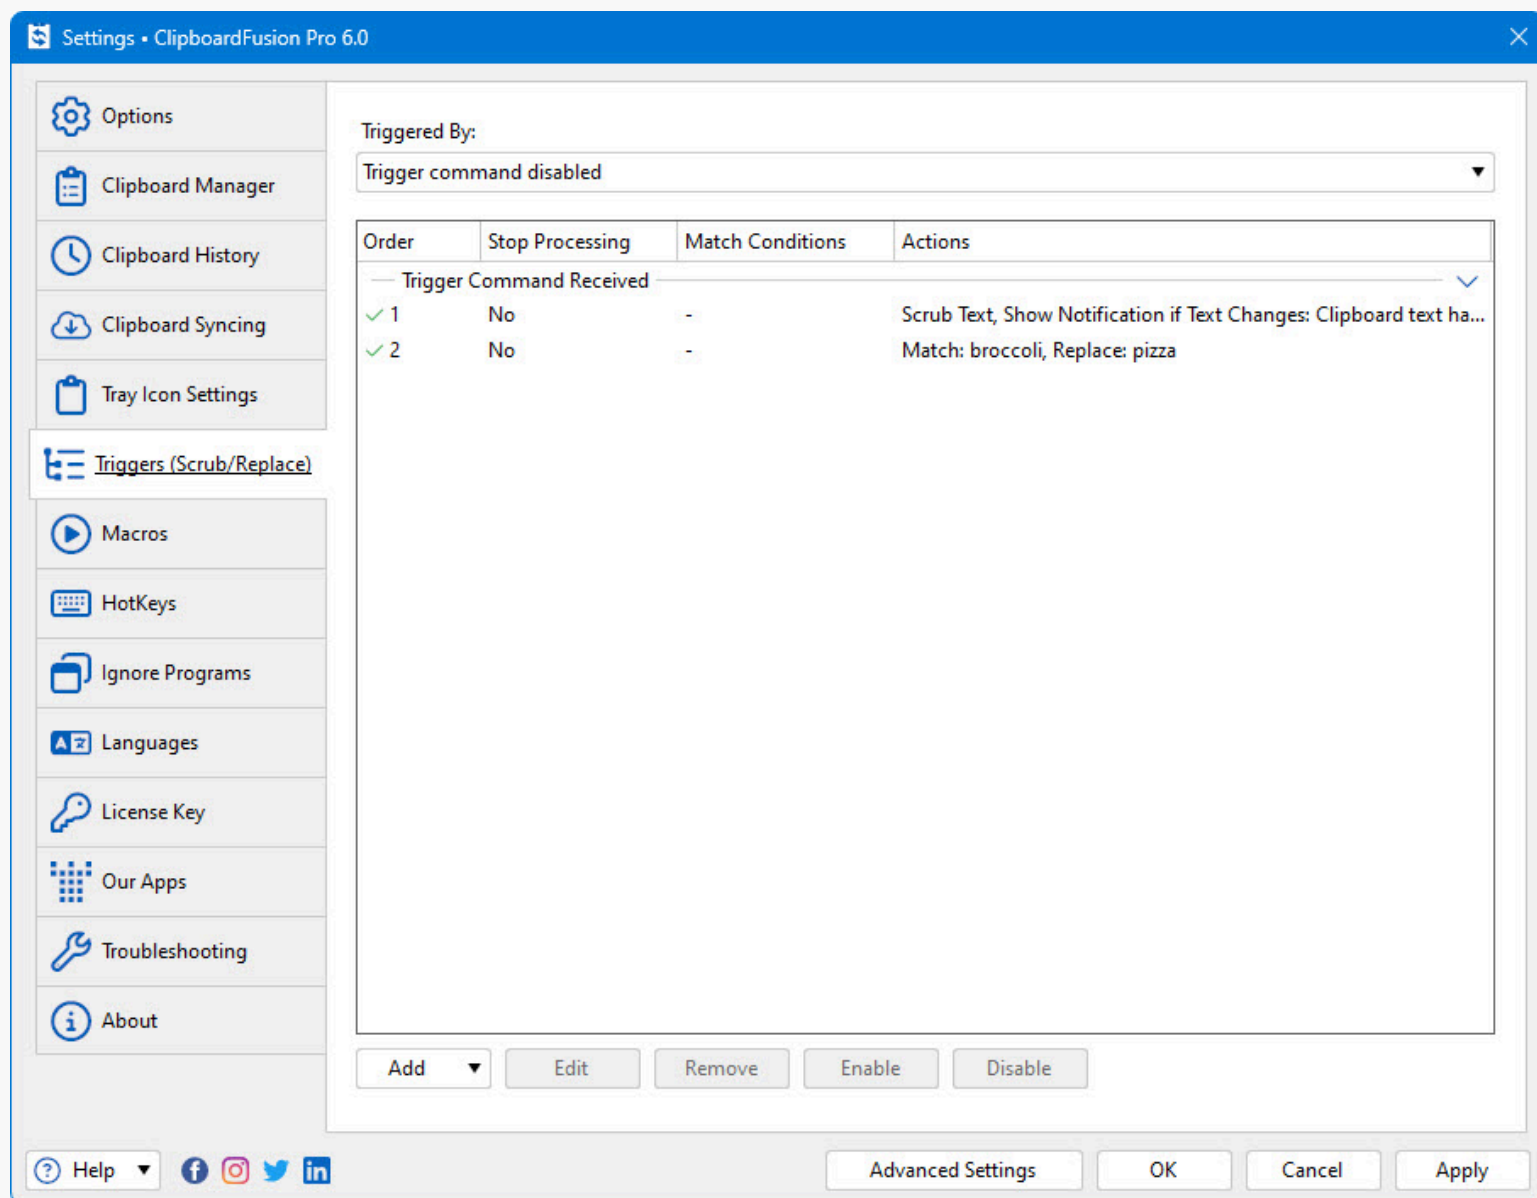 Settings • ClipboardFusion Pro 6.0
Options
Clipboard Manager
Clipboard History
Clipboard Syncing
Tray Icon Settings
Triggers (Scrub/Replace)
Macros
HotKeys
Ignore Programs
Languages
License Key
Our Apps
Troubleshooting
About
Triggered By:
Trigger command disabled
Order Stop Processing Match Conditions Actions
Trigger Command Received
1 No - Scrub Text, Show Notification if Text Changes: Clipboard text ha...
2 No - Match: broccoli, Replace: pizza
Add Edit Remove Enable Disable
Help Advanced Settings OK Cancel Apply